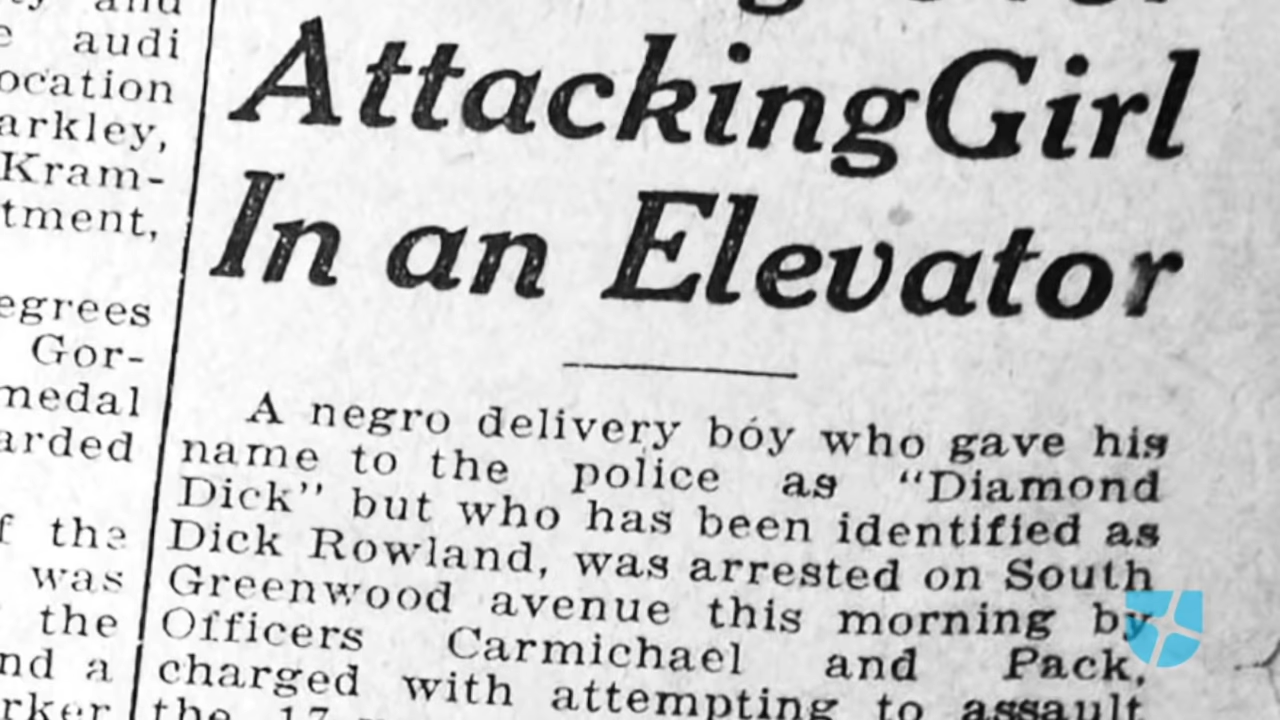 audi
ocation
arkley,
Kram-
tment,
egrees
Gor-
medal
arded
f the
was
the
nd a
rker
Attacking Girl
In an Elevator
A negro delivery boy who gave his
name to the police as "Diamond
Dick" but who has been identified as
Dick Rowland, was arrested on South
Greenwood avenue this morning by
Officers Carmichael and Pack,
charged with attempting to assault
the 17